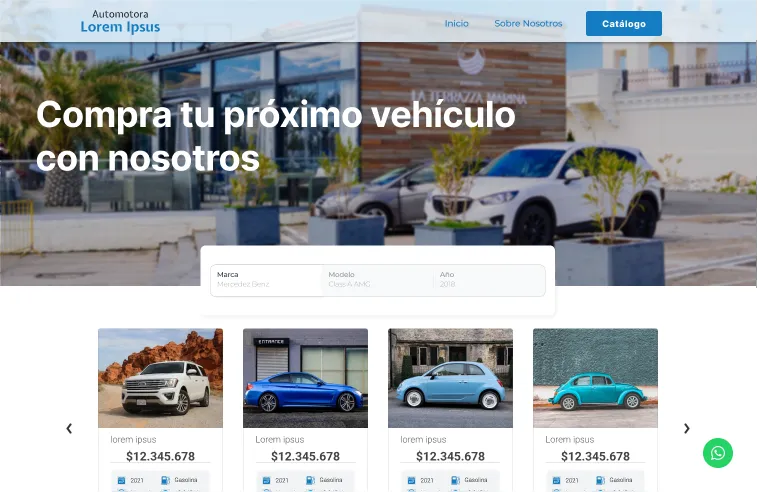 Automotora
Lorem Ipsus
Inicio
Sobre Nosotros
Catálogo
LA TERRAZZA MARINA
Compra tu próximo vehículo
con nosotros
Marca
Modelo
Año
Mercedez Benz
Class A AMG
2018
ENTRANCE
lorem ipsus
Lorem ipsus
Lorem ipsus
Lorem ipsus
$12.345.678
$12.345.678
$12.345.678
$12.345.678
2021
Gasolina
2021
Gasolina
2021
Gasolina
2021
Gasolina